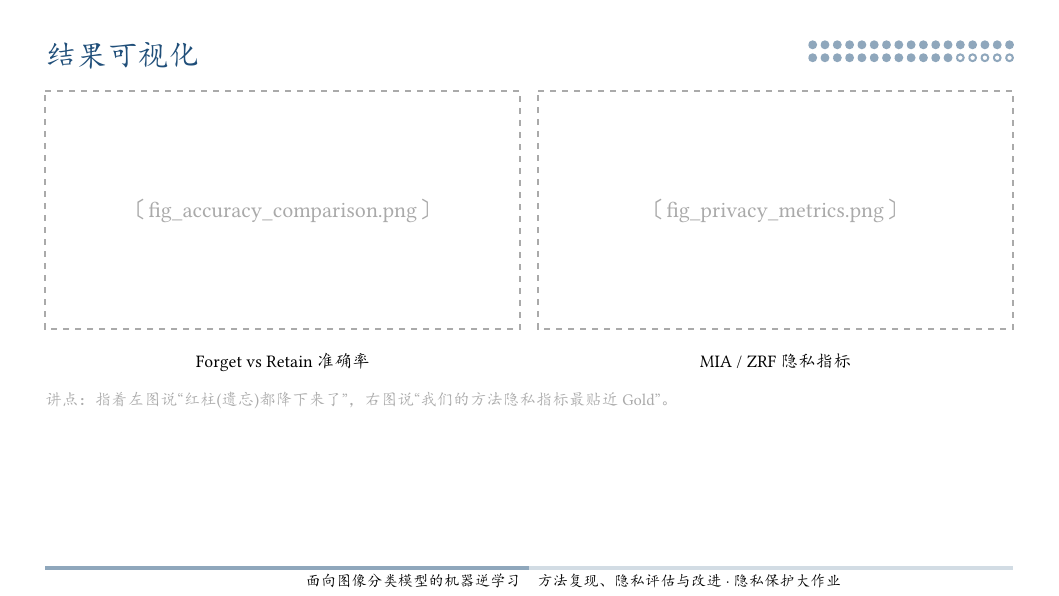 结果可视化
〔fig_accuracy_comparison.png〕
〔fig_privacy_metrics.png〕
Forget vs Retain 准确率
MIA / ZRF 隐私指标
讲点：指着左图说“红柱(遗忘)都降下来了”，右图说“我们的方法隐私指标最贴近 Gold”。
面向图像分类模型的机器逆学习 方法复现、隐私评估与改进 · 隐私保护大作业